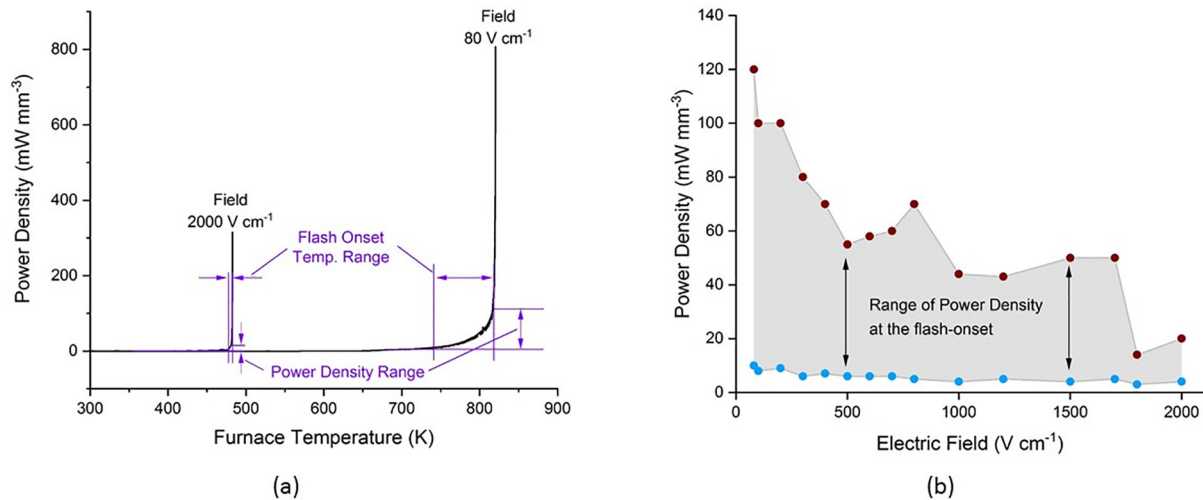 Field
80 V cm⁻¹
Field
2000 V cm⁻¹
Flash Onset
Temp. Range
Power Density Range
800
600
400
200
0
300 400 500 600 700 800 900
Power Density (mW mm⁻³)
Furnace Temperature (K)
(a)
140
120
100
80
60
40
20
0
Range of Power Density
at the flash-onset
0 500 1000 1500 2000
Power Density (mW mm⁻³)
Electric Field (V cm⁻¹)
(b)